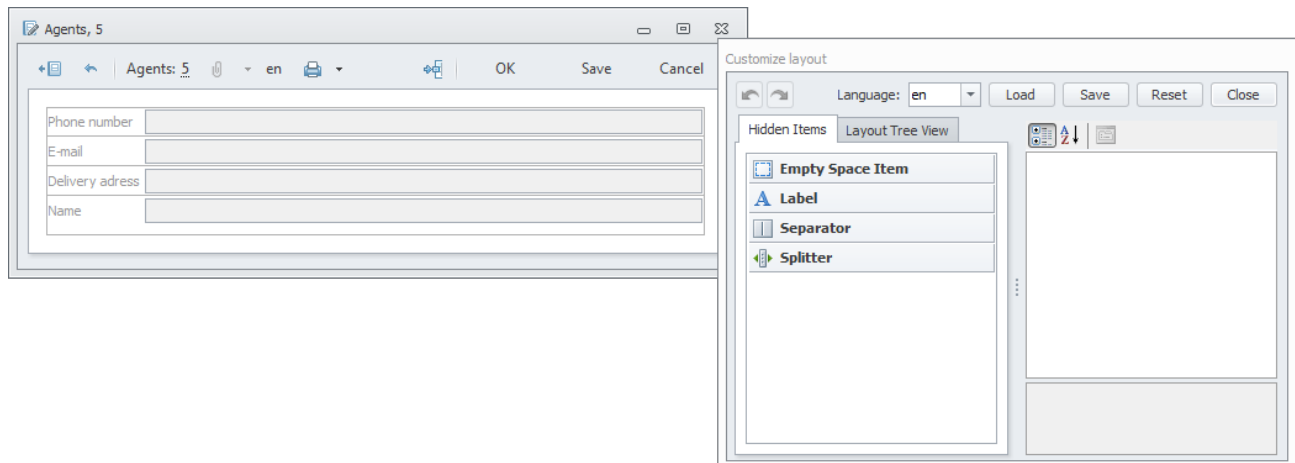 Agents, 5
Agents: 5 en OK Save Cancel
Phone number
E-mail
Delivery adress
Name
Customize layout
Language: en Load Save Reset Close
Hidden Items Layout Tree View
Empty Space Item
A Label
Separator
Splitter
A
Z